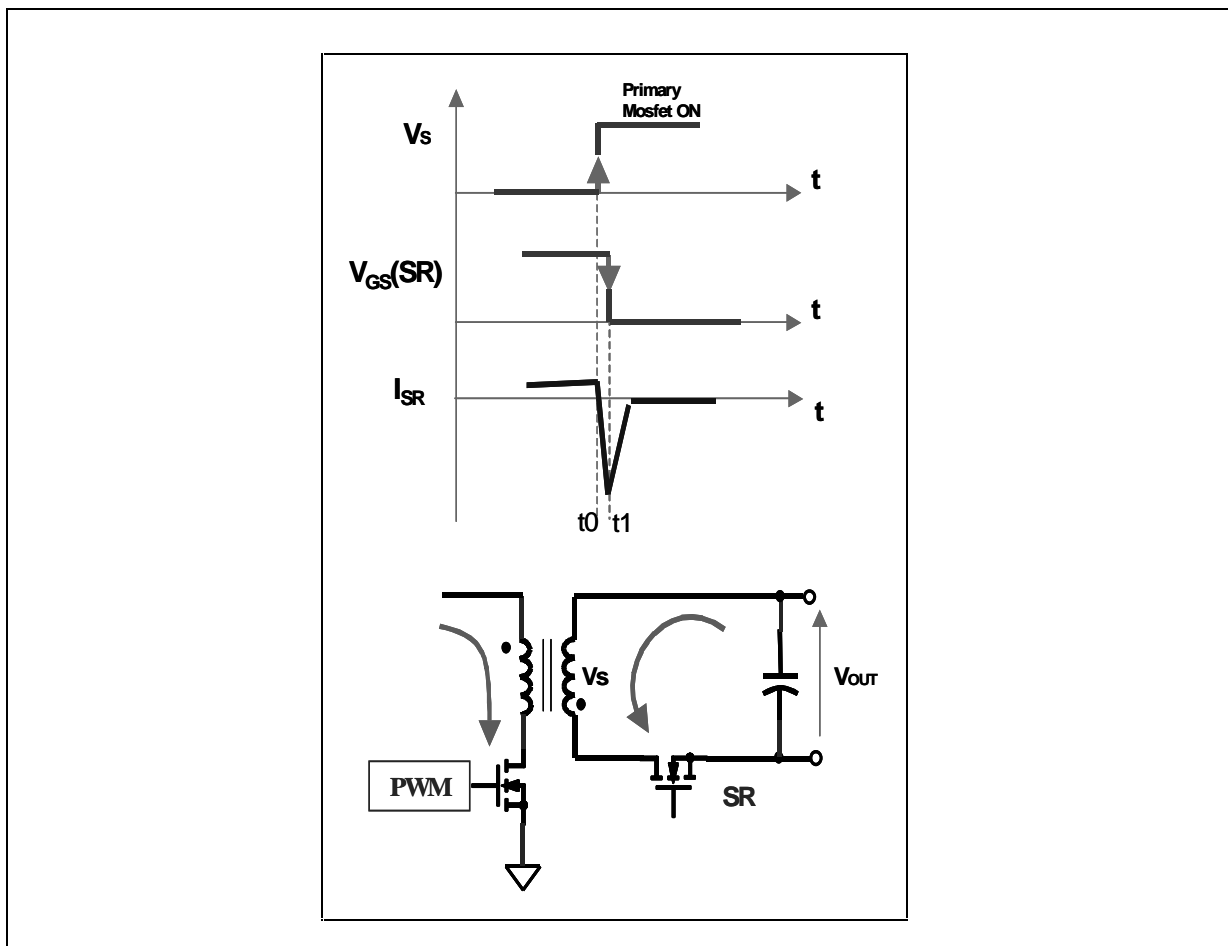 Primary
Mosfet ON
Vs
t
VGS(SR)
t
ISR
t
t0 t1
Vs
VOUT
PWM
SR